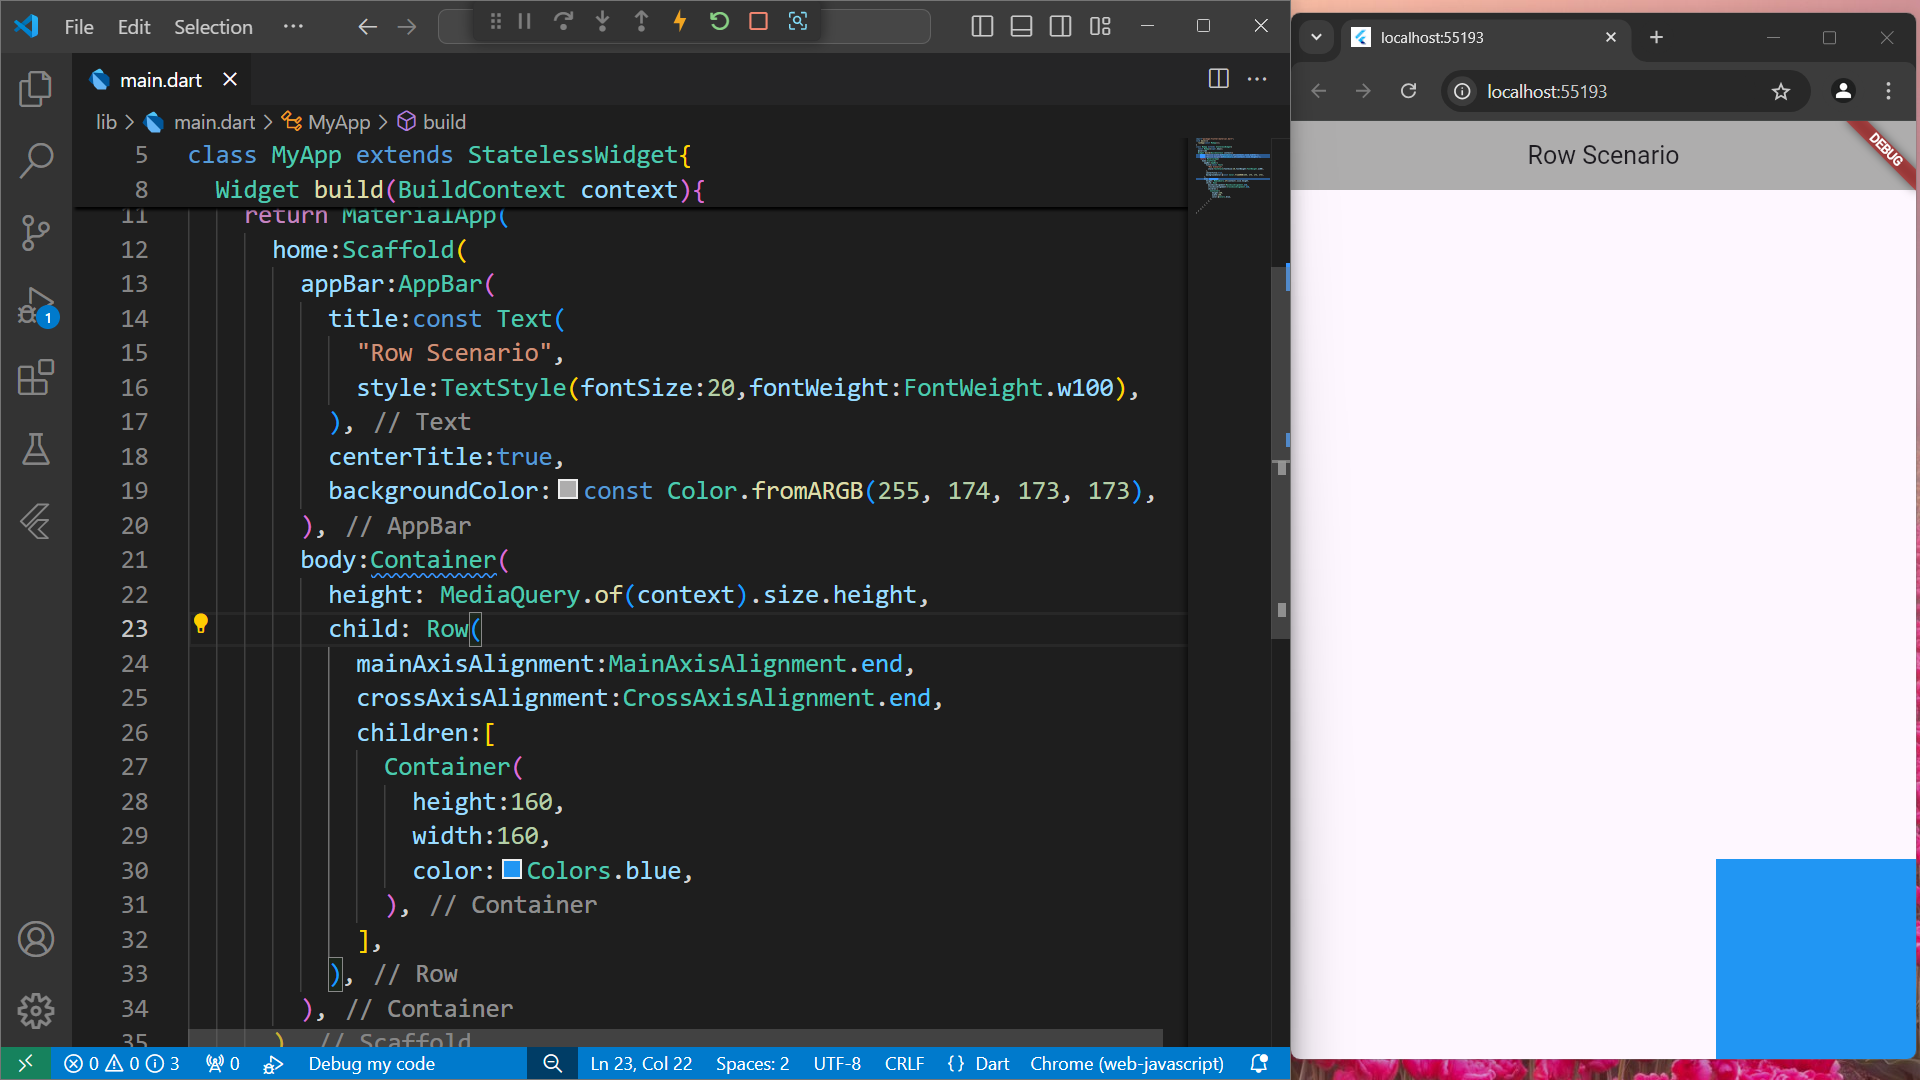 File Edit Selection ···
main.dart
lib > main.dart > MyApp > build
5 class MyApp extends StatelessWidget{
8 Widget build(BuildContext context){
11 return MaterialApp(
12 home:Scaffold(
13 appBar:AppBar(
14 title:const Text(
15 "Row Scenario",
16 style:TextStyle(fontSize:20,fontWeight:FontWeight.w100),
17 ), // Text
18 centerTitle:true,
19 backgroundColor: const Color.fromARGB(255, 174, 173, 173),
20 ), // AppBar
21 body:Container(
22 height: MediaQuery.of(context).size.height,
23 child: Row(
24 mainAxisAlignment:MainAxisAlignment.end,
25 crossAxisAlignment:CrossAxisAlignment.end,
26 children:[
27 Container(
28 height:160,
29 width:160,
30 color: Colors.blue,
31 ), // Container
32 ],
33 ), // Row
34 ), // Container
35 ) // Scaffold
1
0 0 3 0 Debug my code Ln 23, Col 22 Spaces: 2 UTF-8 CRLF {} Dart Chrome (web-javascript)
localhost:55193
localhost:55193
Row Scenario
DEBUG